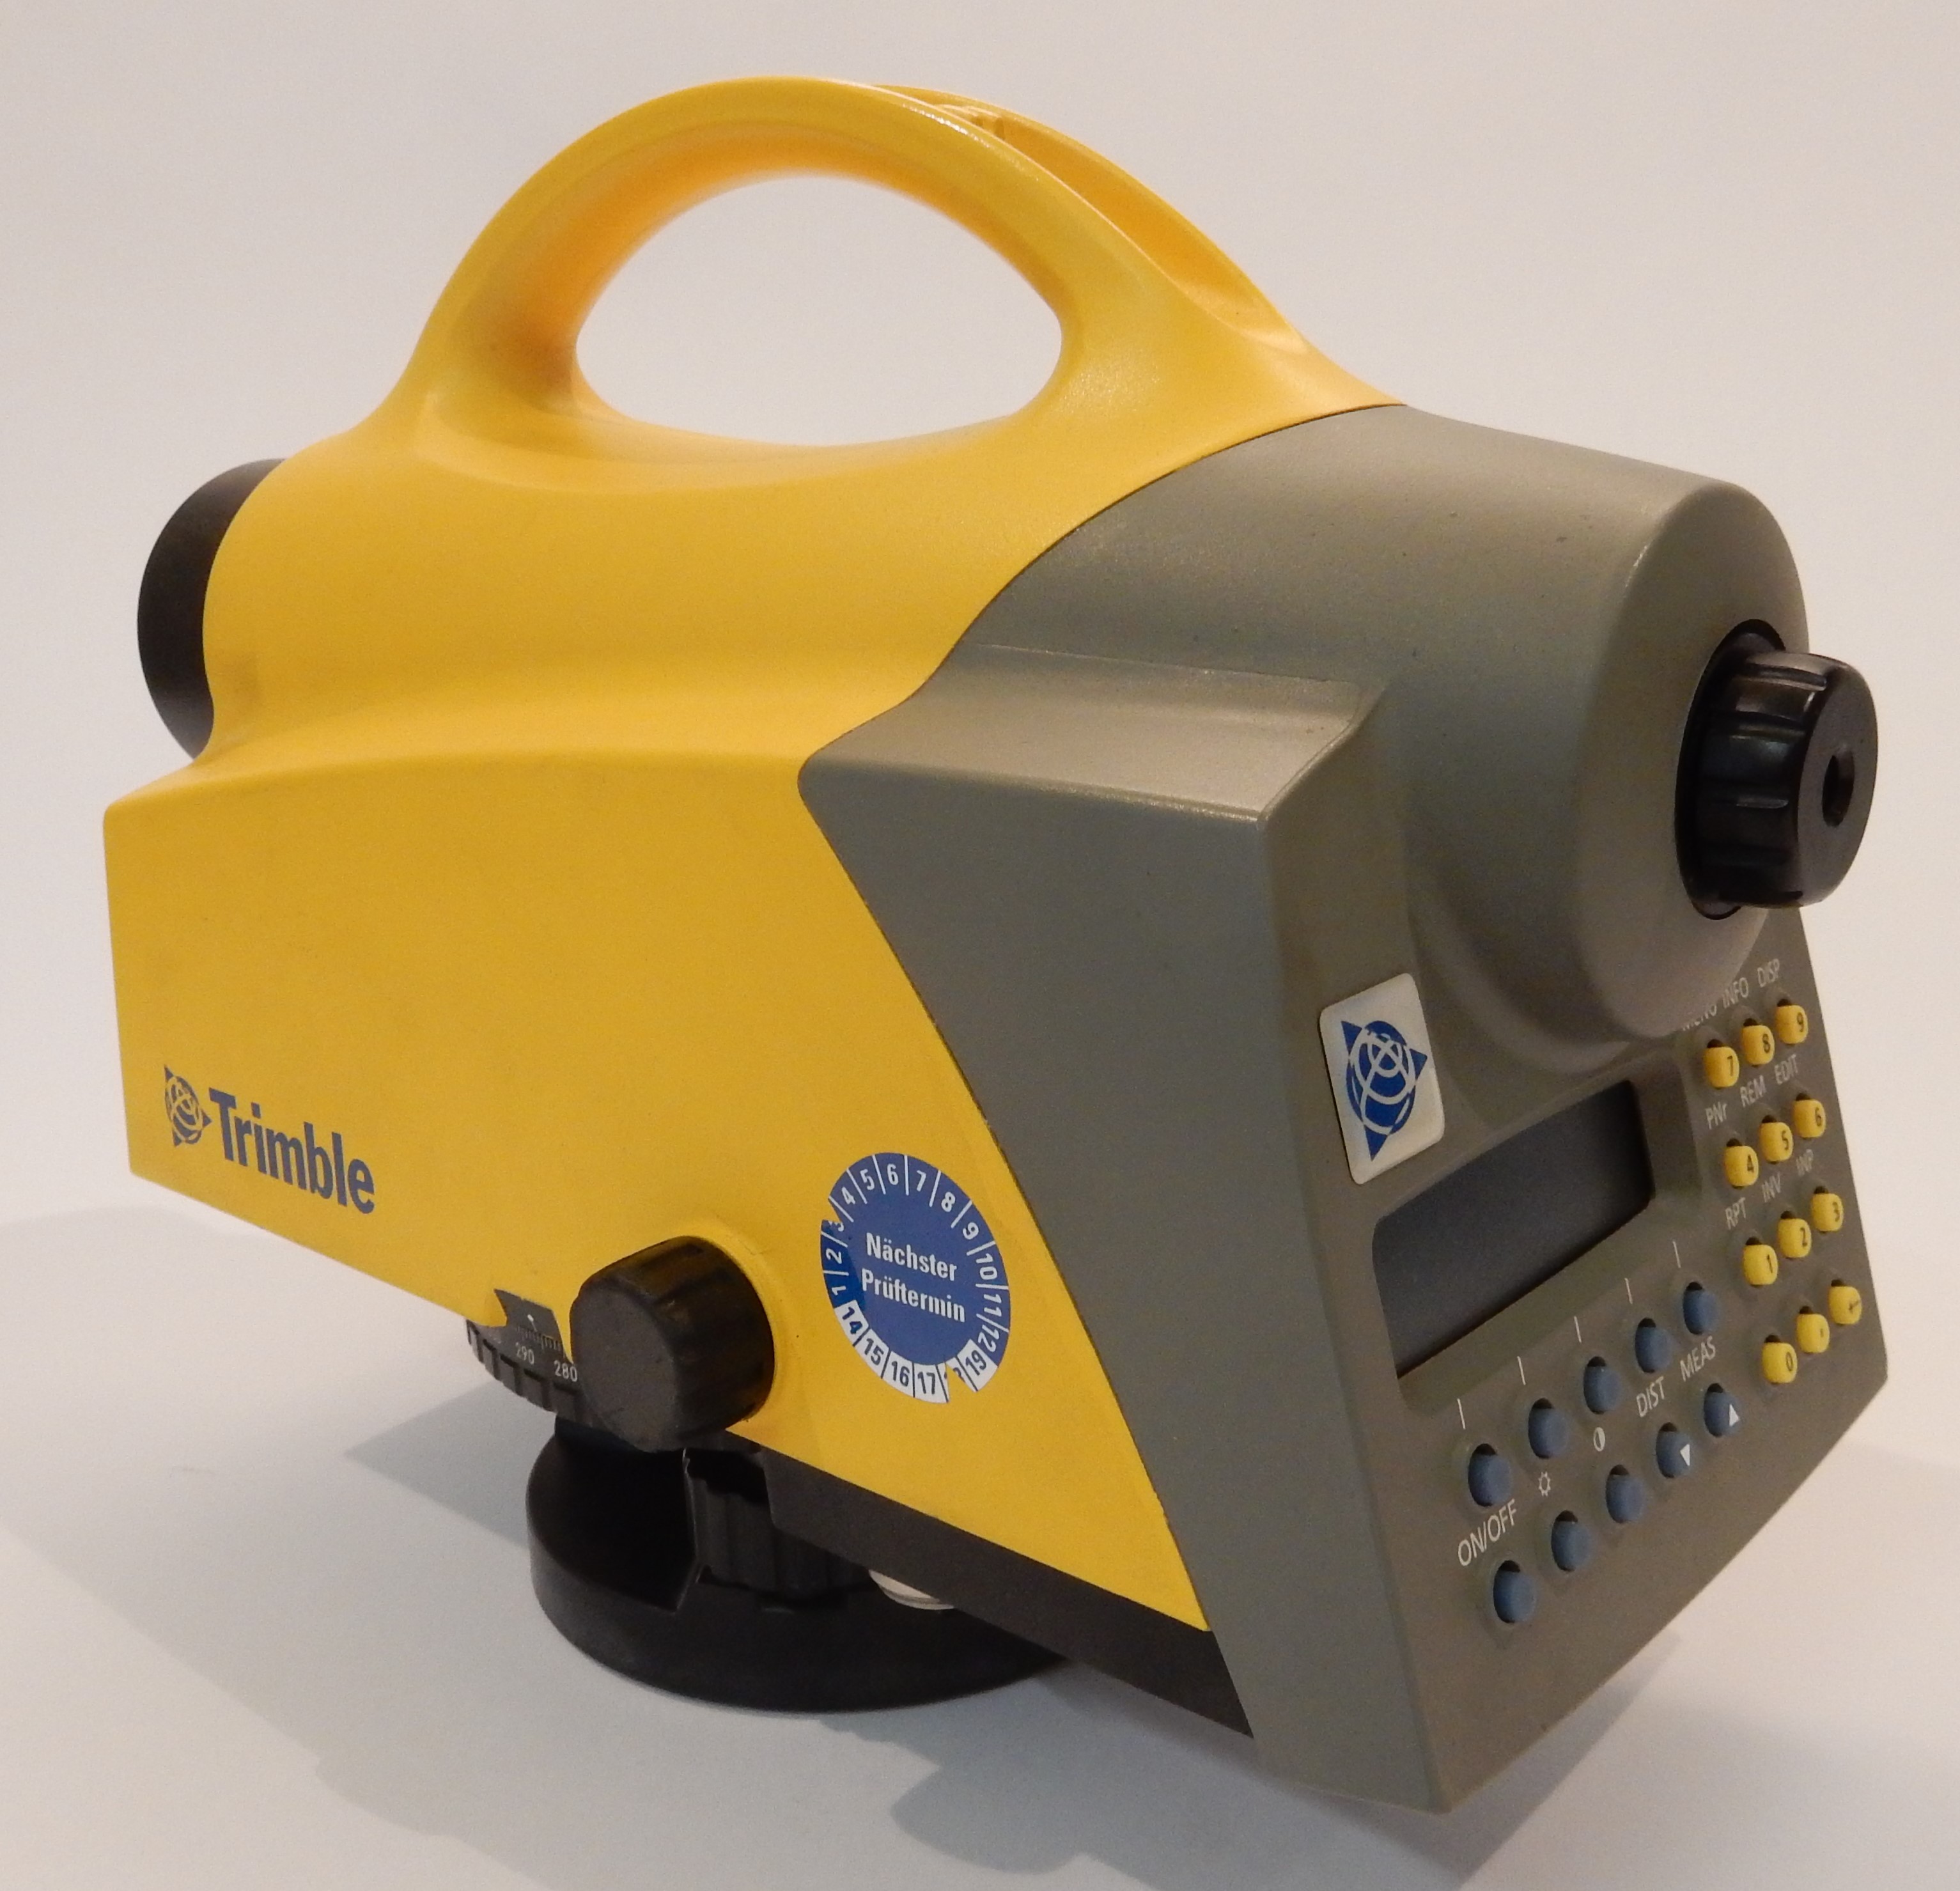 Trimble
290 280
4 5 6 7 8 9 10 11 12
1 2
Nächster
Prüftermin
14 15 16 17 19
MENU INFO DISP
7 8 9
PNr REM EDIT
4 5 6
RPT INV INP
1 2 3
0
DIST MEAS
ON/OFF